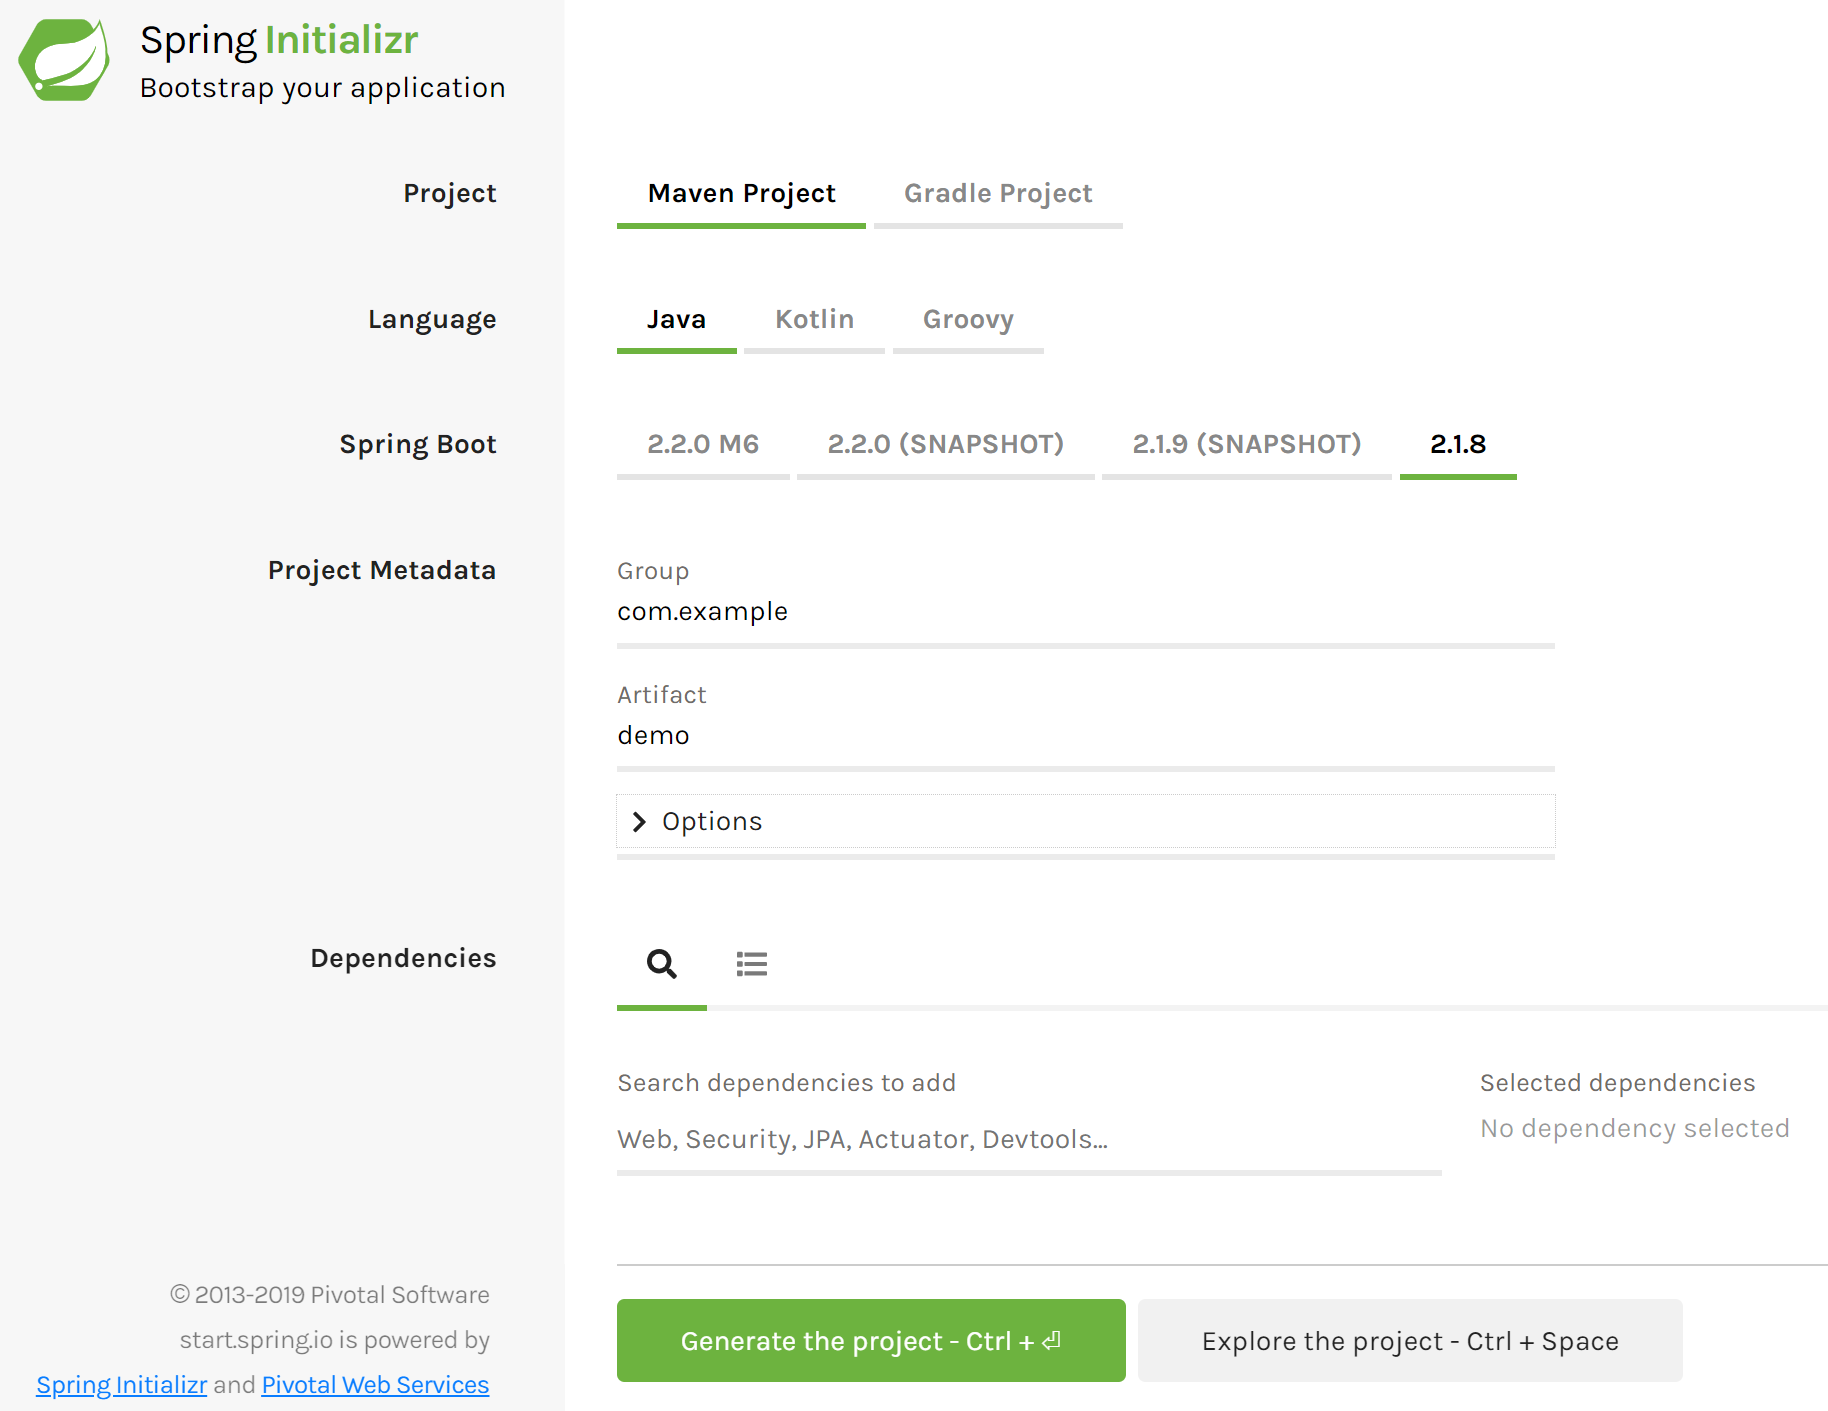 Spring Initializr
Bootstrap your application
Project
Maven Project Gradle Project
Language
Java Kotlin Groovy
Spring Boot
2.2.0 M6 2.2.0 (SNAPSHOT) 2.1.9 (SNAPSHOT) 2.1.8
Project Metadata
Group
com.example
Artifact
demo
Options
Dependencies
Search dependencies to add
Web, Security, JPA, Actuator, Devtools...
Selected dependencies
No dependency selected
© 2013-2019 Pivotal Software
start.spring.io is powered by
Spring Initializr and Pivotal Web Services
Generate the project - Ctrl + ⏎
Explore the project - Ctrl + Space